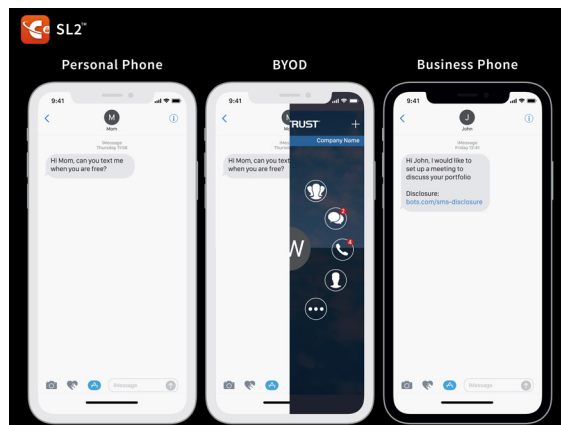 SL2™
Personal Phone
BYOD
Business Phone
9:41
M
Mom
iMessage
Thursday 11:59
Hi Mom, can you text me
when you are free?
iMessage
9:41
M
Hi Mom, can you text
when you are free?
TRUST
Company Name
2
4
W
9:41
J
John
iMessage
Friday 13:41
Hi John, I would like to
set up a meeting to
discuss your portfolio
Disclosure:
bots.com/sms-disclosure
iMessage